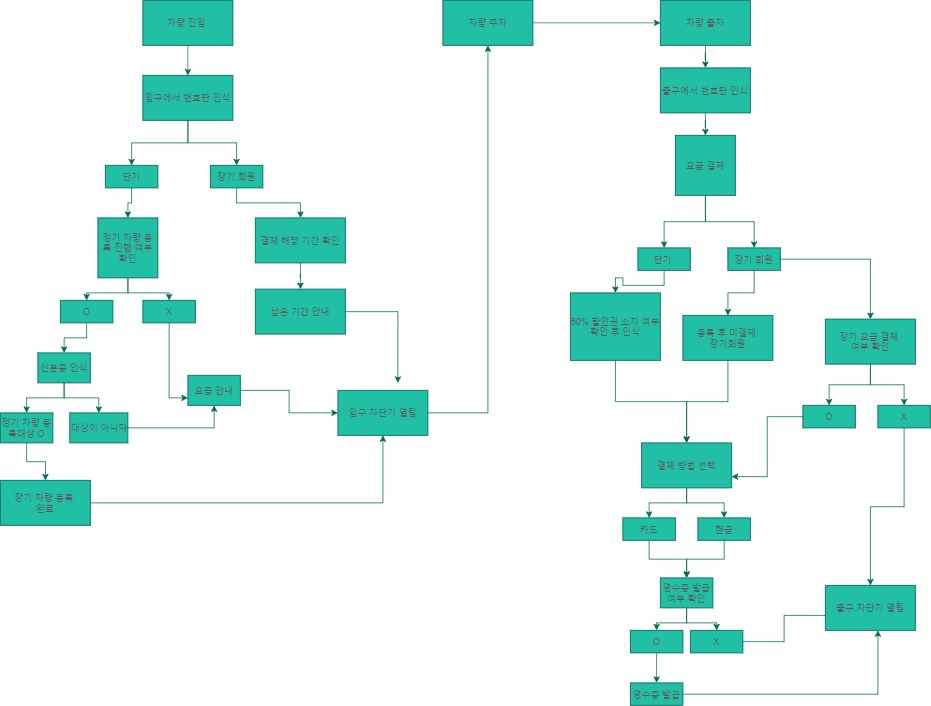 차량 진입
차량 주차
차량 출차
입구에서 번호판 인식
출구에서 번호판 인식
요금 결제
단기
장기 회원
정기 차량 등
록 진행 여부
확인
결제 해당 기간 확인
단기
장기 회원
O
X
남은 기간 안내
50% 할인권 소지 여부
확인 후 인식
등록 후 미결제
장기회원
장기 요금 결제
여부 확인
신분증 인식
요금 안내
입구 차단기 열림
O
X
정기 차량 등
록대상 O
대상이 아니다
결제 방법 선택
장기 차량 등록
완료
카드
현금
영수증 발급
여부 확인
출구 차단기 열림
O
X
영수증 발급